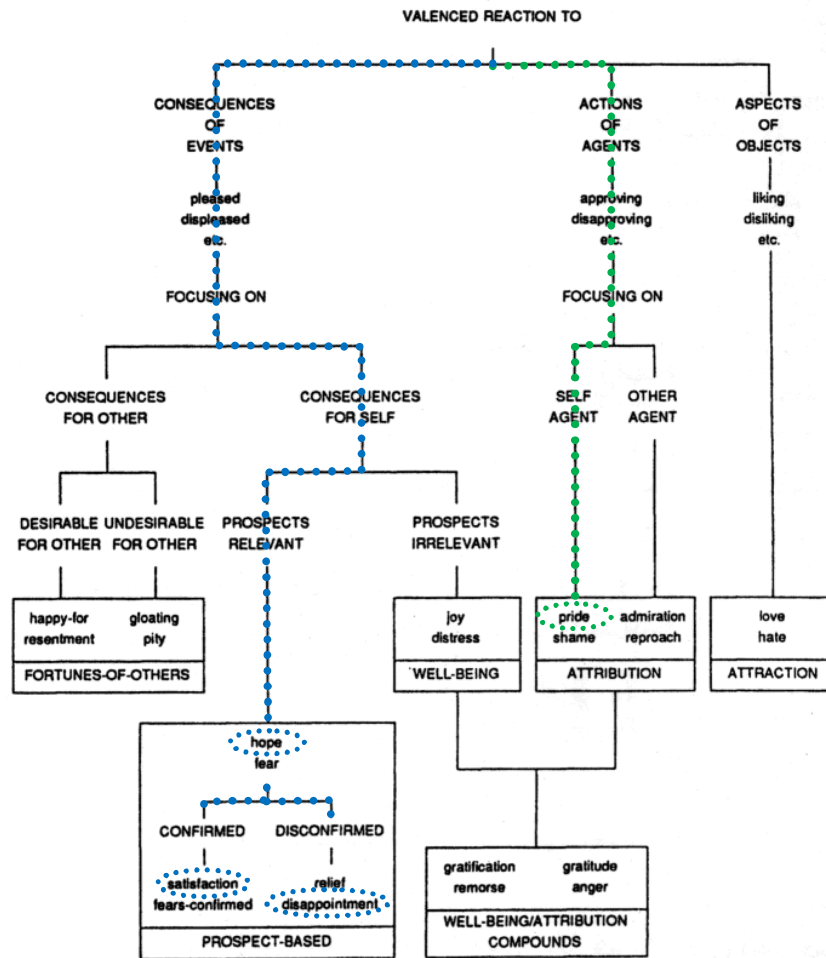 VALENCED REACTION TO
CONSEQUENCES
OF
EVENTS
ACTIONS
OF
AGENTS
ASPECTS
OF
OBJECTS
pleased
displeased
etc.
approving
disapproving
etc.
liking
disliking
etc.
FOCUSING ON
FOCUSING ON
CONSEQUENCES
FOR OTHER
CONSEQUENCES
FOR SELF
SELF
AGENT
OTHER
AGENT
DESIRABLE
FOR OTHER
UNDESIRABLE
FOR OTHER
PROSPECTS
RELEVANT
PROSPECTS
IRRELEVANT
happy-for
resentment
gloating
pity
FORTUNES-OF-OTHERS
joy
distress
WELL-BEING
pride
shame
admiration
reproach
ATTRIBUTION
love
hate
ATTRACTION
hope
fear
CONFIRMED
DISCONFIRMED
satisfaction
fears-confirmed
relief
disappointment
PROSPECT-BASED
gratification
remorse
gratitude
anger
WELL-BEING/ATTRIBUTION
COMPOUNDS